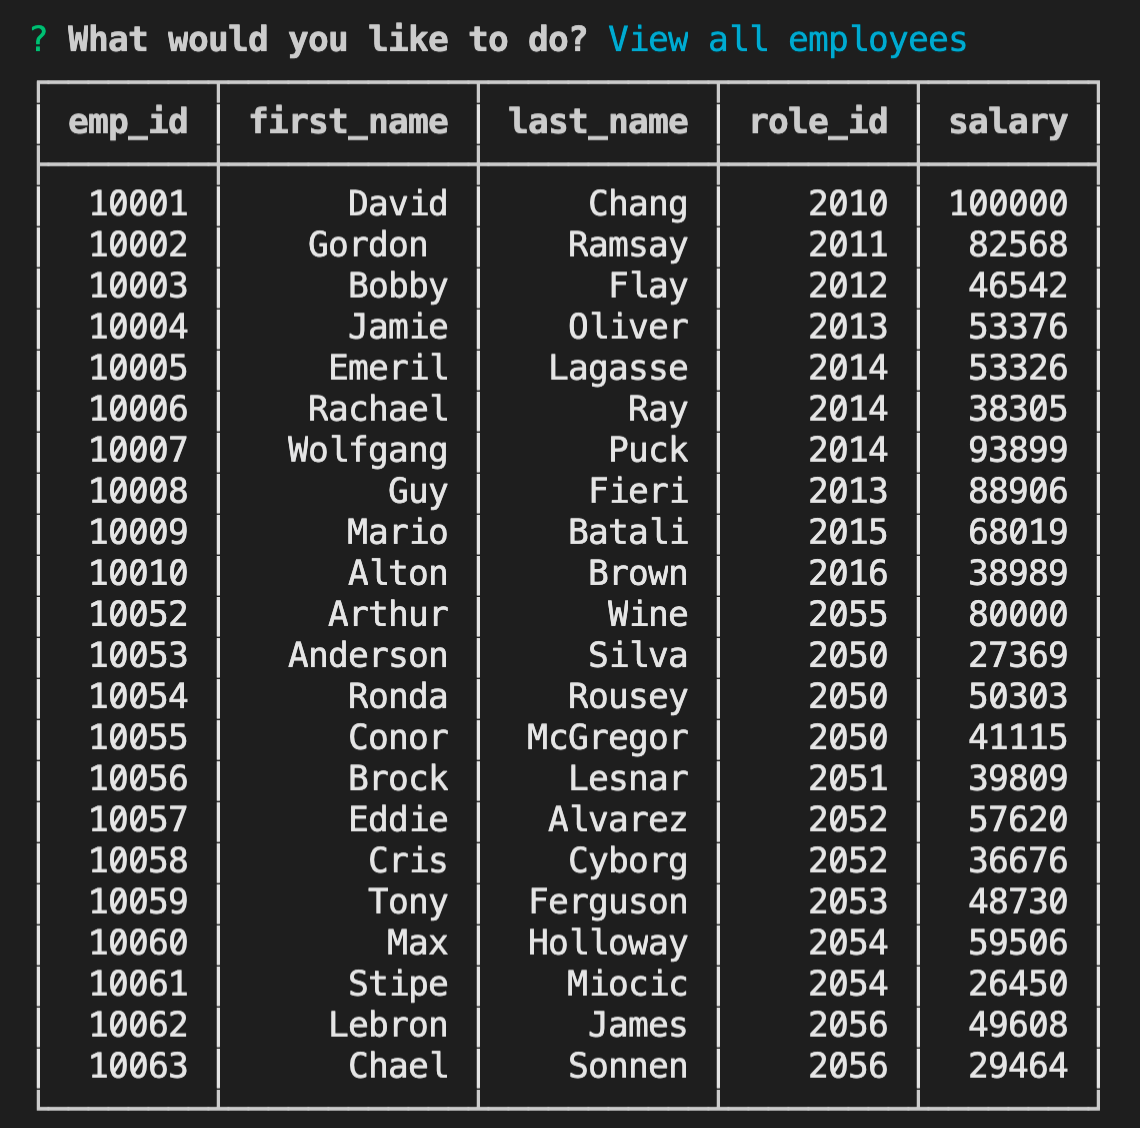 ? What would you like to do? View all employees
emp_id first_name last_name role_id salary
10001 David Chang 2010 100000
10002 Gordon Ramsay 2011 82568
10003 Bobby Flay 2012 46542
10004 Jamie Oliver 2013 53376
10005 Emeril Lagasse 2014 53326
10006 Rachael Ray 2014 38305
10007 Wolfgang Puck 2014 93899
10008 Guy Fieri 2013 88906
10009 Mario Batali 2015 68019
10010 Alton Brown 2016 38989
10052 Arthur Wine 2055 80000
10053 Anderson Silva 2050 27369
10054 Ronda Rousey 2050 50303
10055 Conor McGregor 2050 41115
10056 Brock Lesnar 2051 39809
10057 Eddie Alvarez 2052 57620
10058 Cris Cyborg 2052 36676
10059 Tony Ferguson 2053 48730
10060 Max Holloway 2054 59506
10061 Stipe Miocic 2054 26450
10062 Lebron James 2056 49608
10063 Chael Sonnen 2056 29464